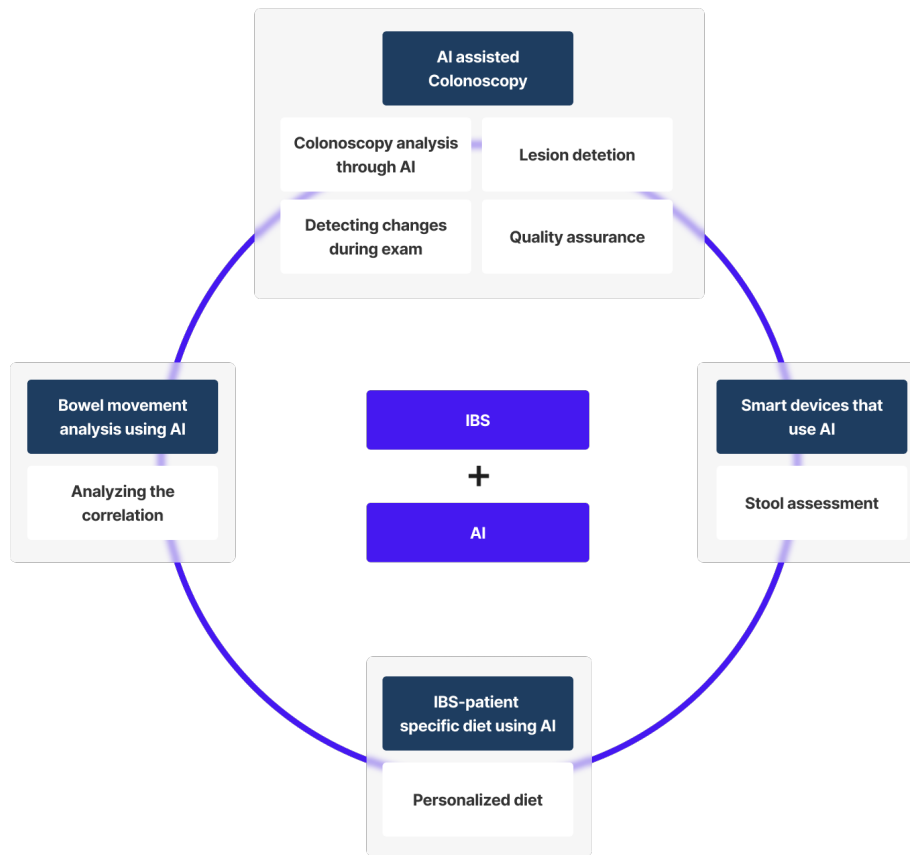 AI assisted
Colonoscopy
Colonoscopy analysis
through AI
Lesion detetion
Detecting changes
during exam
Quality assurance
Bowel movement
analysis using AI
Analyzing the
correlation
IBS
+
AI
Smart devices that
use AI
Stool assessment
IBS-patient
specific diet using AI
Personalized diet